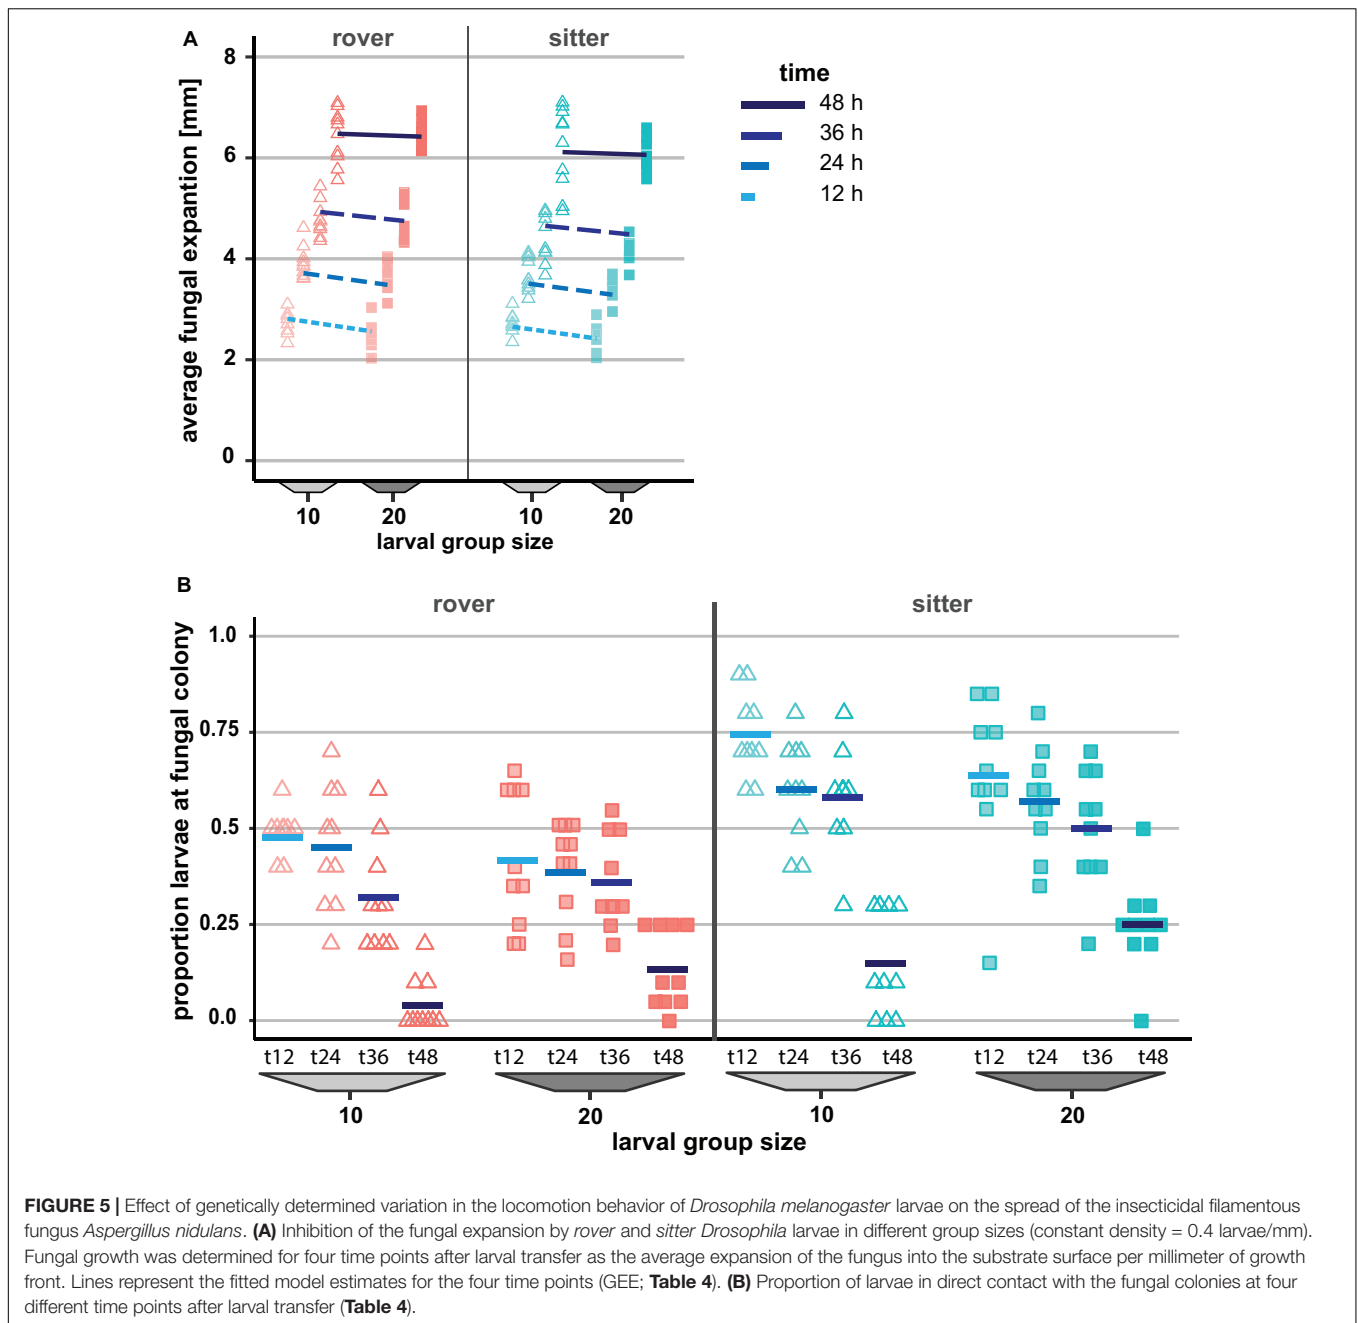 A
rover
sitter
average fungal expantion [mm]
8
6
4
2
0
10
20
10
20
larval group size
time
48 h
36 h
24 h
12 h
B
rover
sitter
proportion larvae at fungal colony
1.0
0.75
0.5
0.25
0.0
t12 t24 t36 t48 t12 t24 t36 t48 t12 t24 t36 t48 t12 t24 t36 t48
10
20
10
20
larval group size
FIGURE 5 | Effect of genetically determined variation in the locomotion behavior of Drosophila melanogaster larvae on the spread of the insecticidal filamentous
fungus Aspergillus nidulans. (A) Inhibition of the fungal expansion by rover and sitter Drosophila larvae in different group sizes (constant density = 0.4 larvae/mm).
Fungal growth was determined for four time points after larval transfer as the average expansion of the fungus into the substrate surface per millimeter of growth
front. Lines represent the fitted model estimates for the four time points (GEE; Table 4). (B) Proportion of larvae in direct contact with the fungal colonies at four
different time points after larval transfer (Table 4).